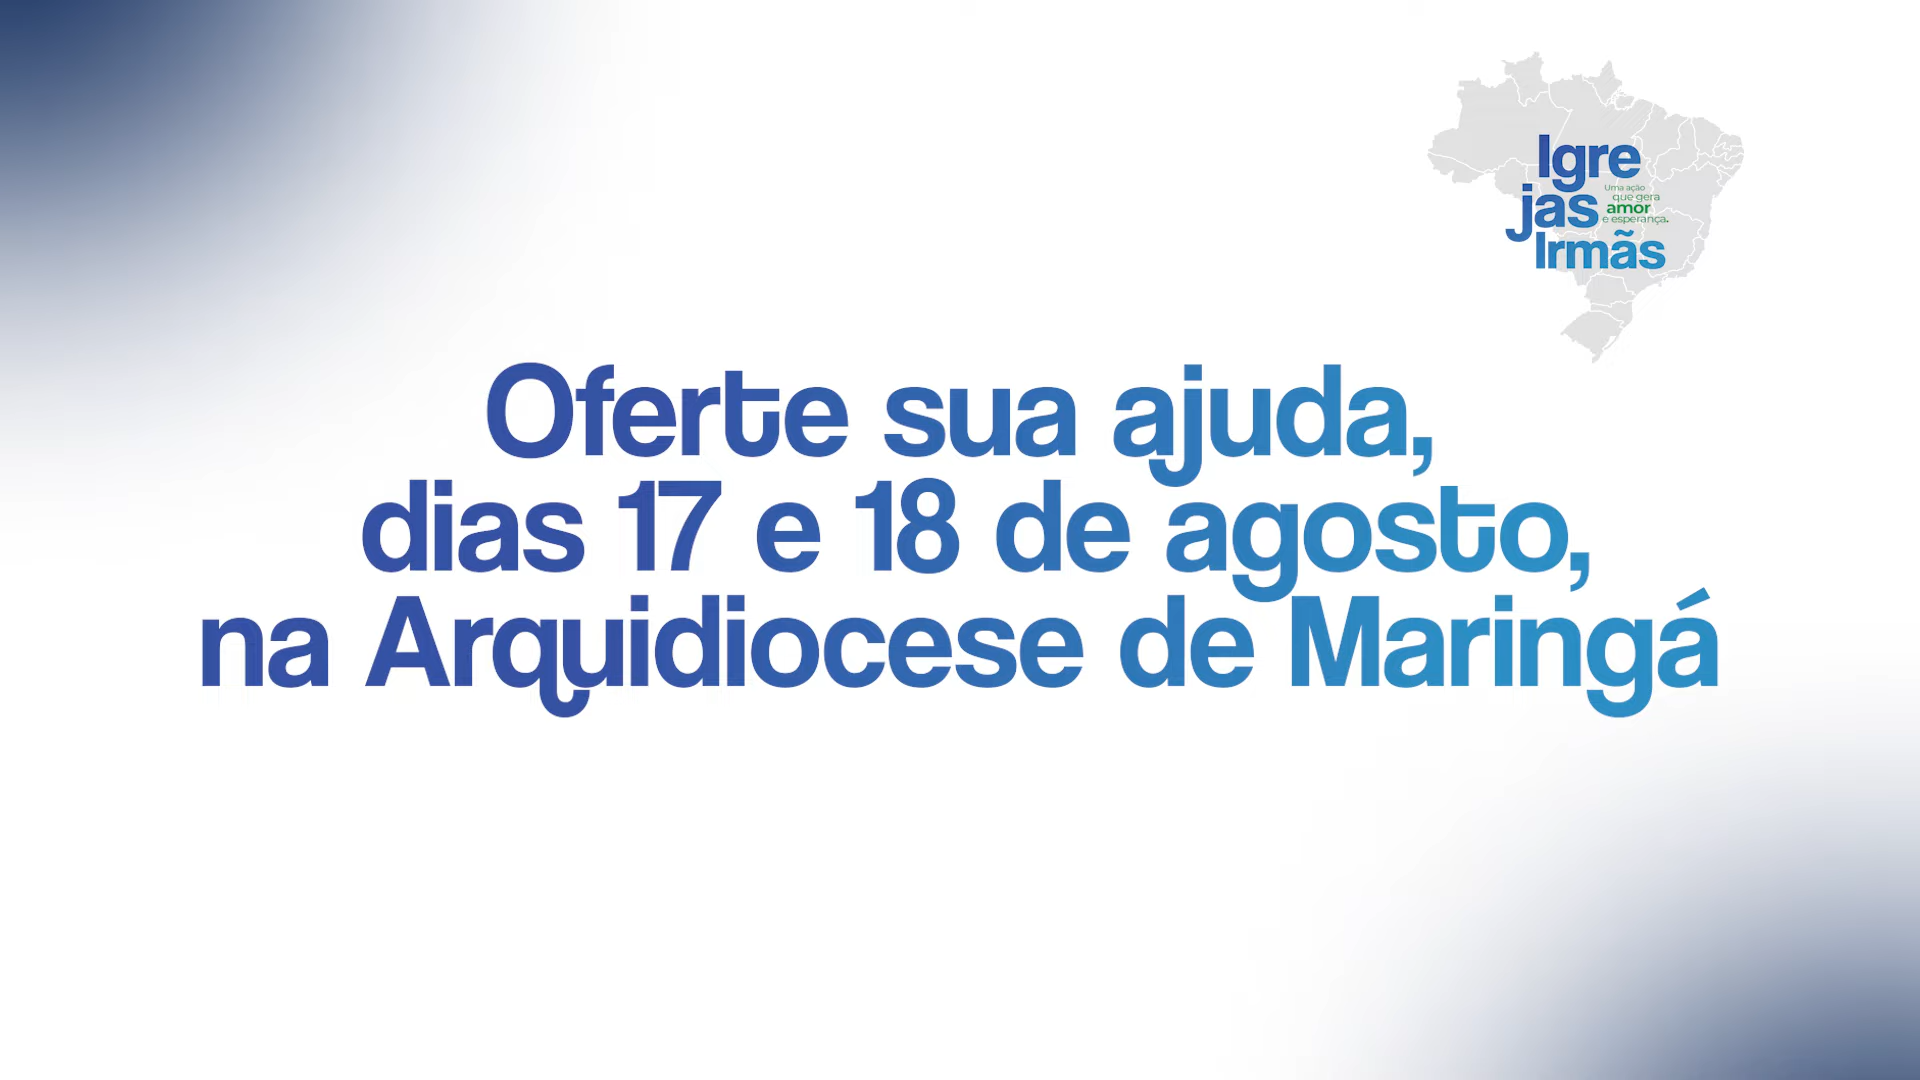 Igre
jas
Uma ação
que gera
amor
e esperança.
Irmãs
Oferte sua ajuda,
dias 17 e 18 de agosto,
na Arquidiocese de Maringá